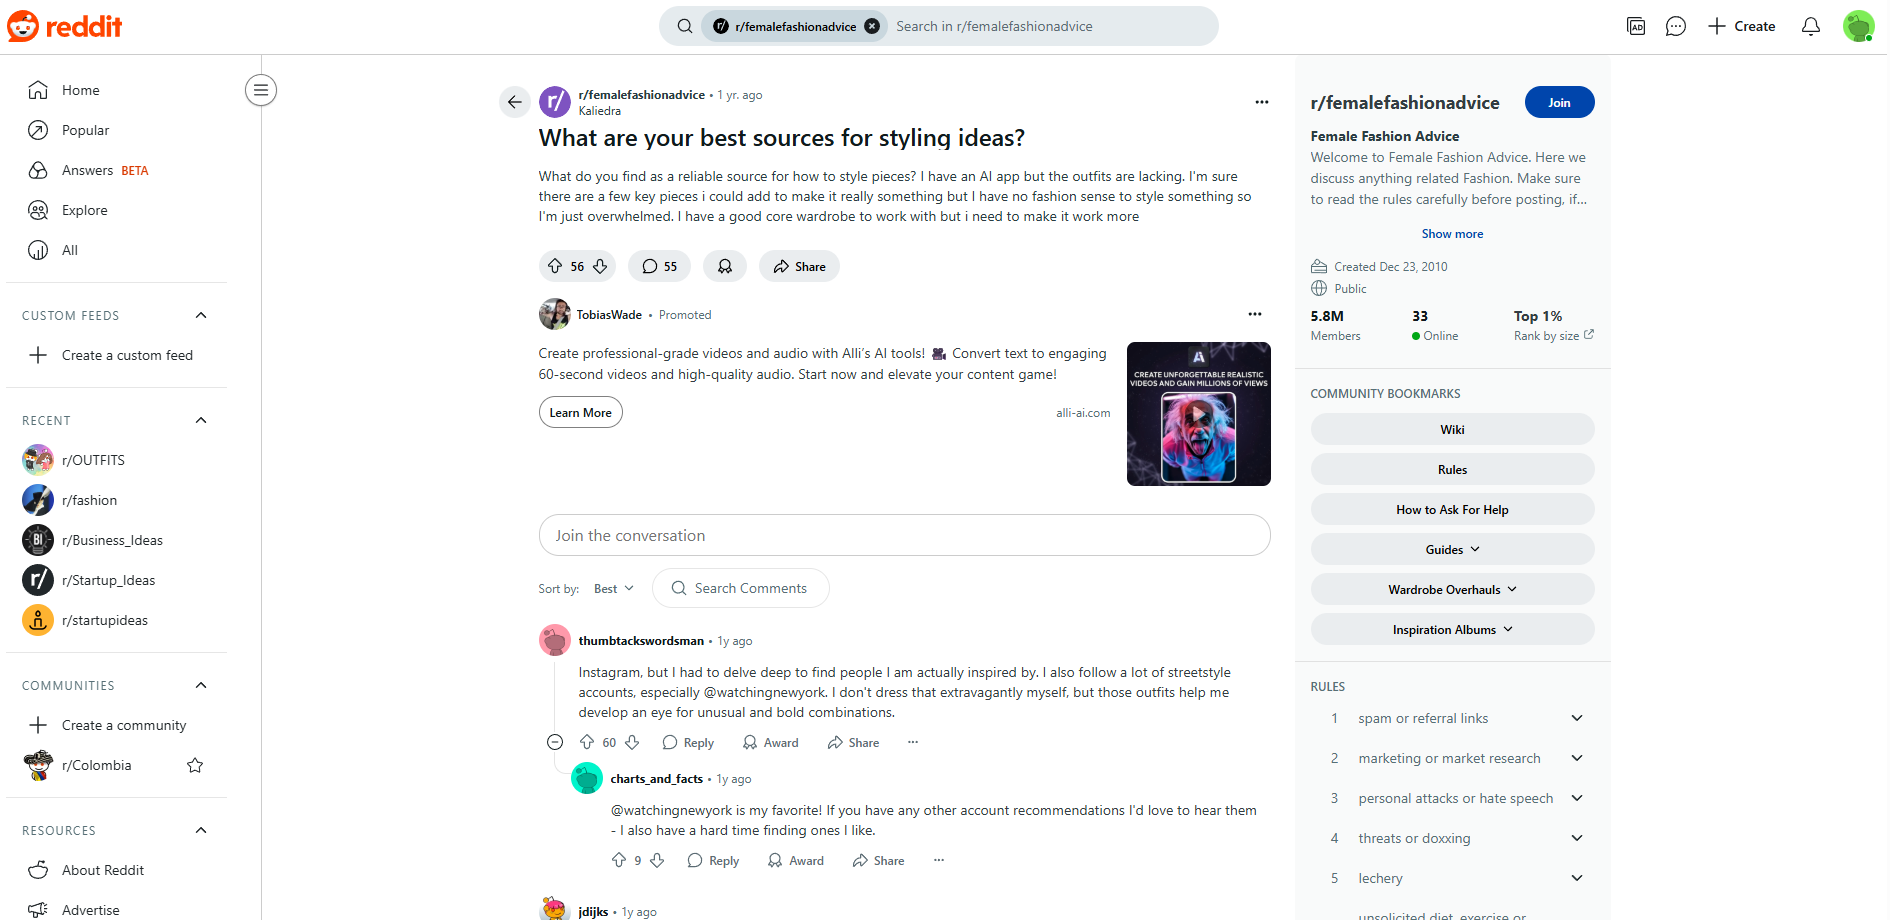 reddit
r/femalefashionadvice
Search in r/femalefashionadvice
AD
Create
Home
Popular
Answers BETA
Explore
All
CUSTOM FEEDS
Create a custom feed
RECENT
r/OUTFITS
r/fashion
BI
r/Business_Ideas
r/
r/Startup_Ideas
r/startupideas
COMMUNITIES
Create a community
r/Colombia
RESOURCES
About Reddit
Advertise
r/
r/femalefashionadvice • 1 yr. ago
Kaliedra
What are your best sources for styling ideas?
What do you find as a reliable source for how to style pieces? I have an AI app but the outfits are lacking. I'm sure
there are a few key pieces i could add to make it really something but I have no fashion sense to style something so
I'm just overwhelmed. I have a good core wardrobe to work with but i need to make it work more
56
55
Share
TobiasWade • Promoted
Create professional-grade videos and audio with Alli’s AI tools! 🎥 Convert text to engaging
60-second videos and high-quality audio. Start now and elevate your content game!
Learn More
alli-ai.com
CREATE UNFORGETTABLE REALISTIC
VIDEOS AND GAIN MILLIONS OF VIEWS
Join the conversation
Sort by: Best
Search Comments
thumbtackswordsman • 1y ago
Instagram, but I had to delve deep to find people I am actually inspired by. I also follow a lot of streetstyle
accounts, especially @watchingnewyork. I don't dress that extravagantly myself, but those outfits help me
develop an eye for unusual and bold combinations.
60
Reply
Award
Share
charts_and_facts • 1y ago
@watchingnewyork is my favorite! If you have any other account recommendations I'd love to hear them
- I also have a hard time finding ones I like.
9
Reply
Award
Share
jdijks • 1y ago
r/femalefashionadvice
Join
Female Fashion Advice
Welcome to Female Fashion Advice. Here we
discuss anything related Fashion. Make sure
to read the rules carefully before posting, if...
Show more
Created Dec 23, 2010
Public
5.8M
Members
33
Online
Top 1%
Rank by size
COMMUNITY BOOKMARKS
Wiki
Rules
How to Ask For Help
Guides
Wardrobe Overhauls
Inspiration Albums
RULES
1 spam or referral links
2 marketing or market research
3 personal attacks or hate speech
4 threats or doxxing
5 lechery
unsolicited diet, exercise or